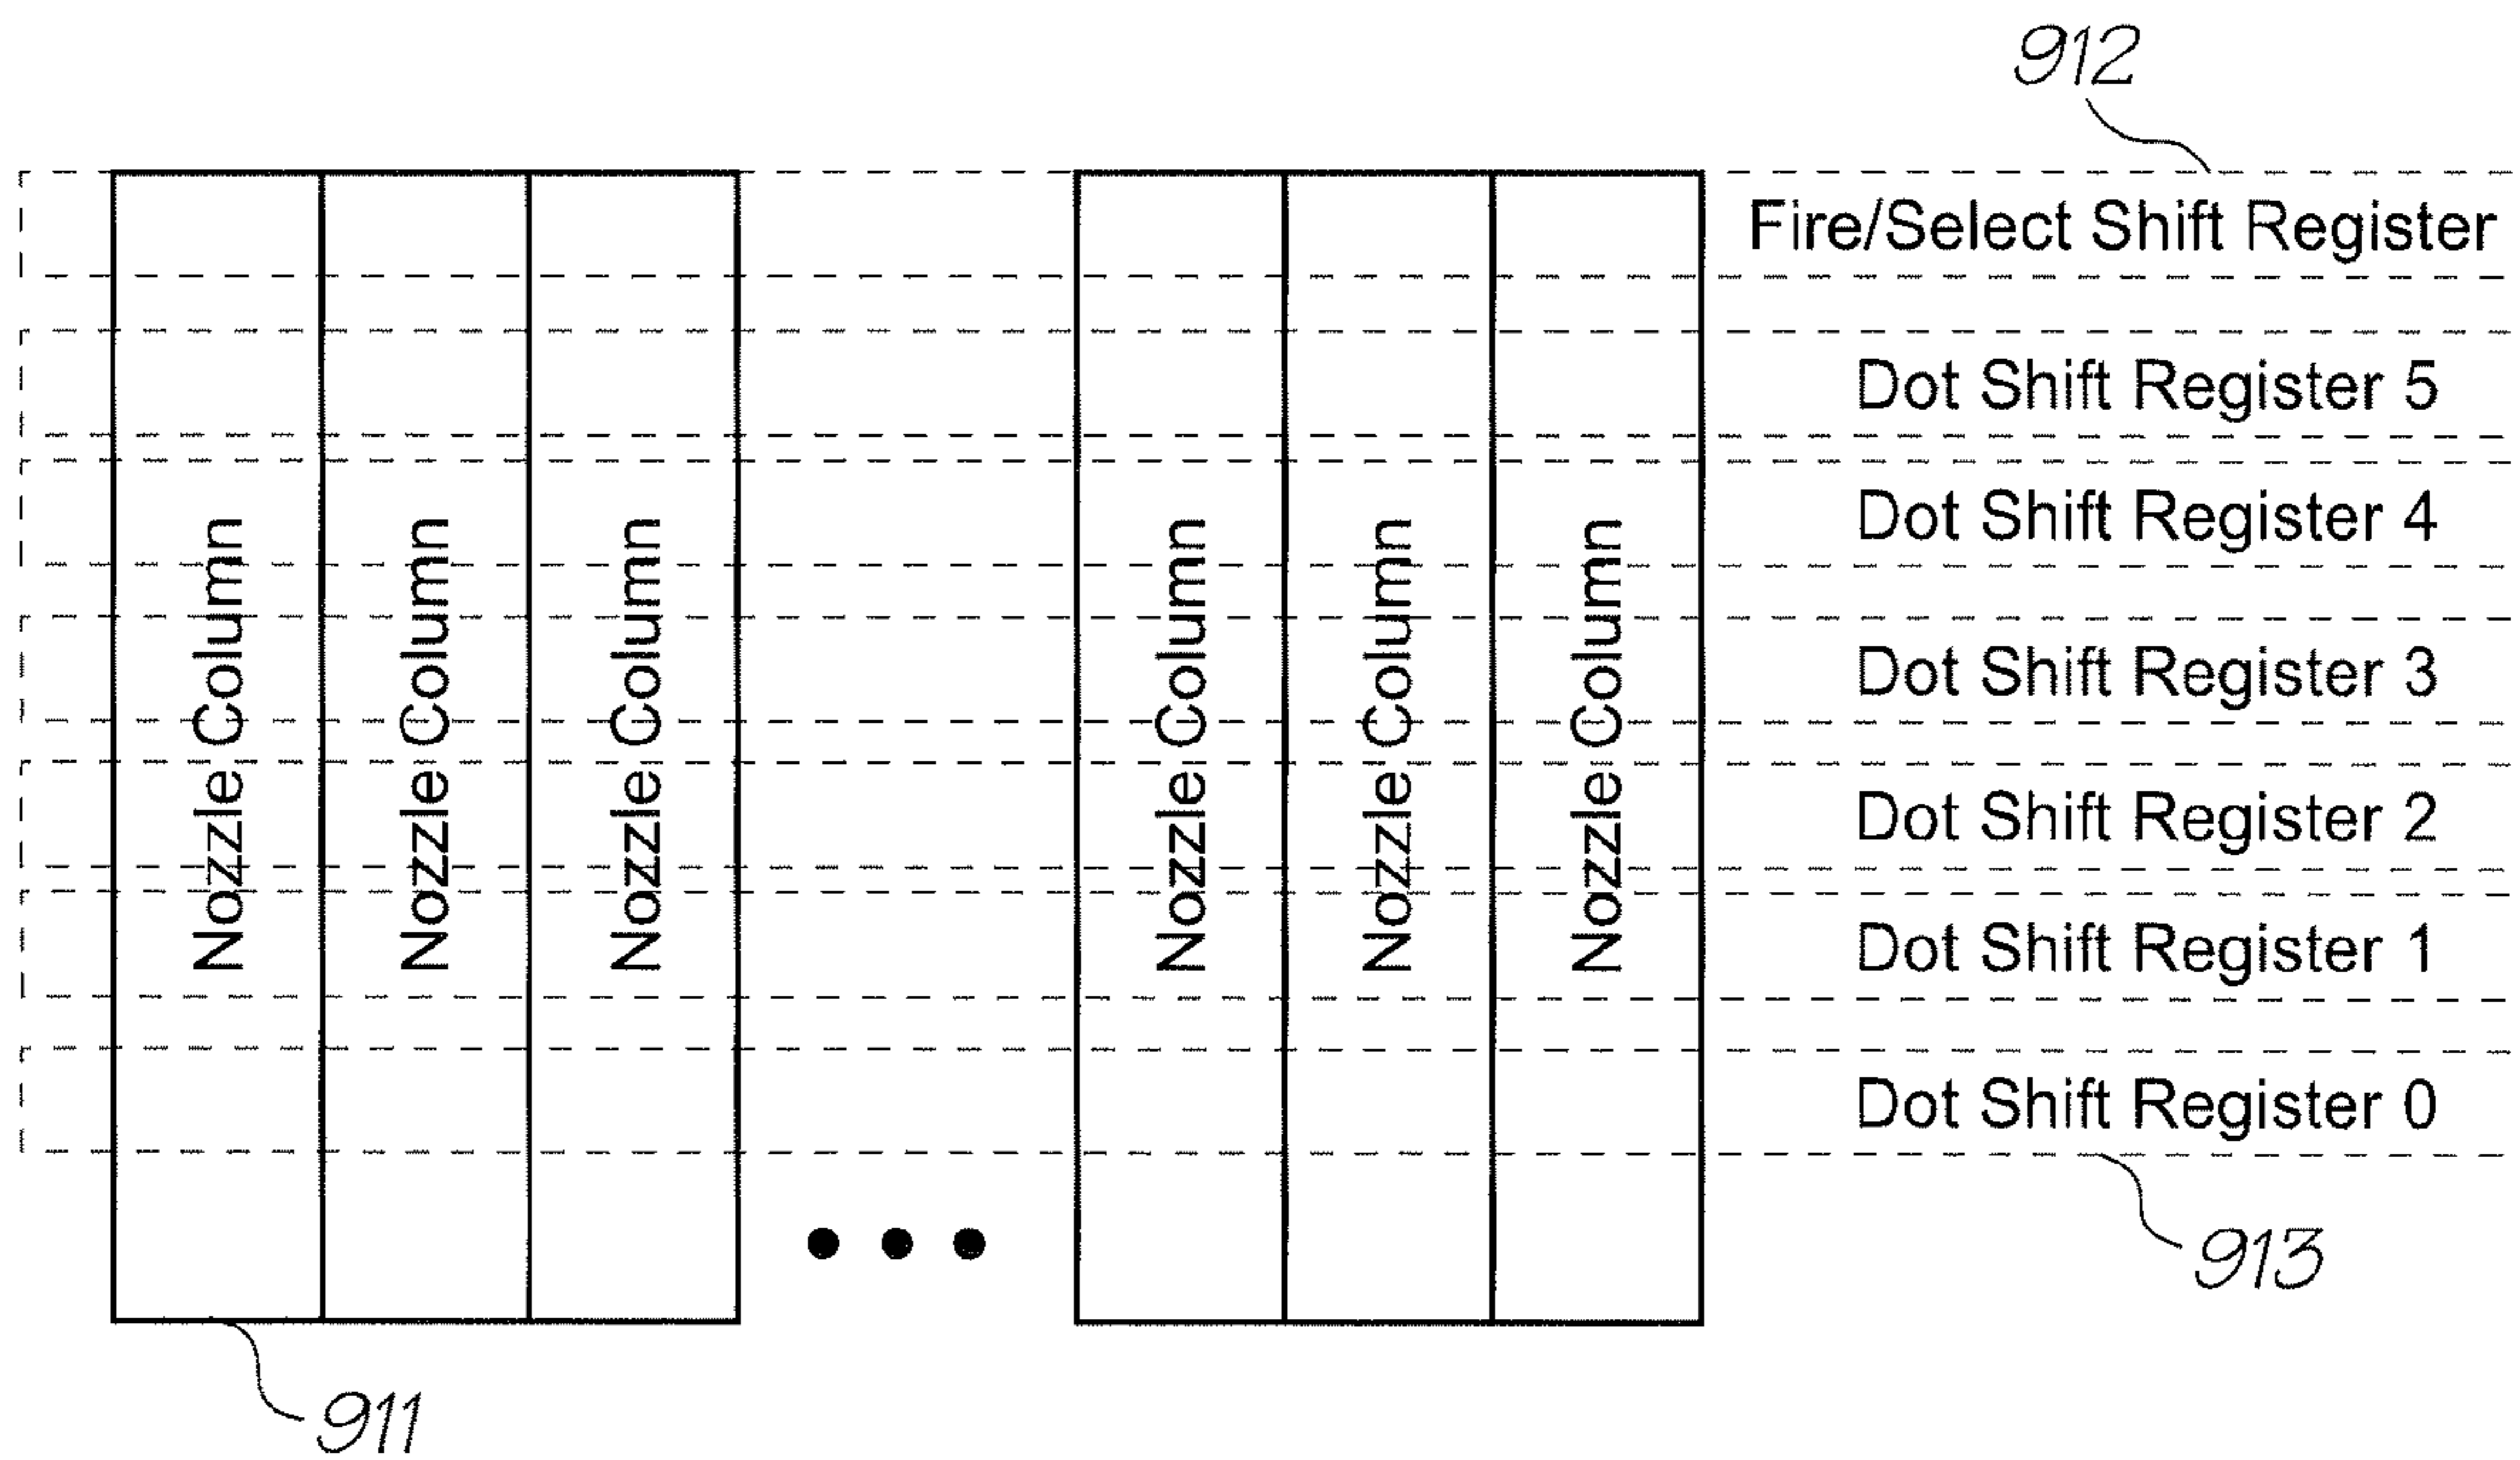 912
Fire/Select Shift Register
Dot Shift Register 5
Dot Shift Register 4
Dot Shift Register 3
Dot Shift Register 2
Dot Shift Register 1
Dot Shift Register 0
Nozzle Column
Nozzle Column
Nozzle Column
Nozzle Column
Nozzle Column
Nozzle Column
913
911